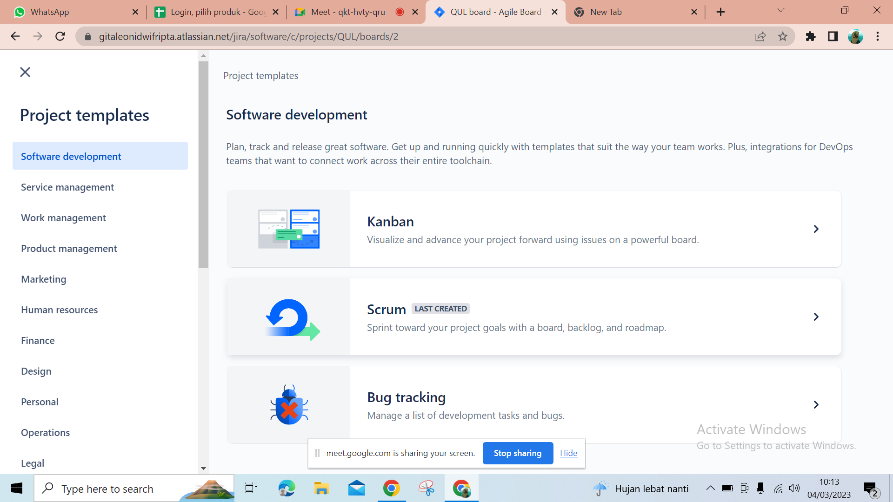 WhatsApp
Login, pilih produk - Goo
Meet - qkt-hvty-qru
QUL board - Agile Board
New Tab
gitaleonidwifripta.atlassian.net/jira/software/c/projects/QUL/boards/2
Project templates
Software development
Service management
Work management
Product management
Marketing
Human resources
Finance
Design
Personal
Operations
Legal
Project templates
Software development
Plan, track and release great software. Get up and running quickly with templates that suit the way your team works. Plus, integrations for DevOps
teams that want to connect work across their entire toolchain.
Kanban
Visualize and advance your project forward using issues on a powerful board.
Scrum LAST CREATED
Sprint toward your project goals with a board, backlog, and roadmap.
Bug tracking
Manage a list of development tasks and bugs.
Activate Windows
Go to Settings to activate Windows.
meet.google.com is sharing your screen.
Stop sharing
Hide
Type here to search
Hujan lebat nanti
10:13
04/03/2023
2